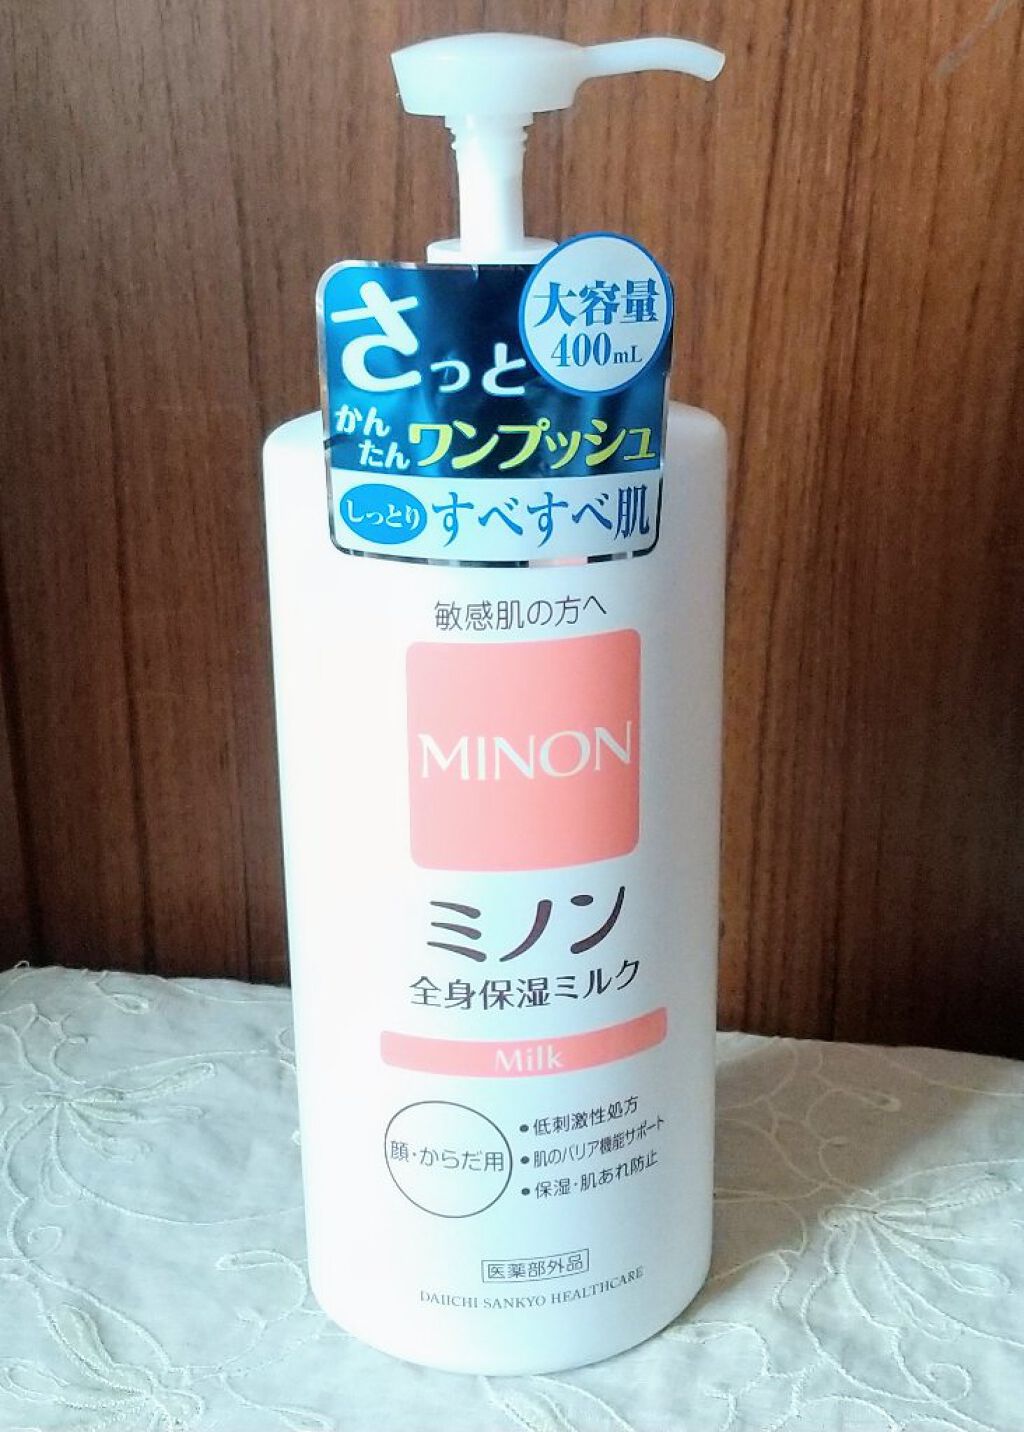 大容量
400mL
さっと
かんたん ワンプッシュ
しっとり すべすべ肌
敏感肌の方へ
MINON
ミノン
全身保湿ミルク
Milk
顔・からだ用
●低刺激性処方
●肌のバリア機能サポート
●保湿・肌あれ防止
医薬部外品
DAIICHI SANKYO HEALTHCARE